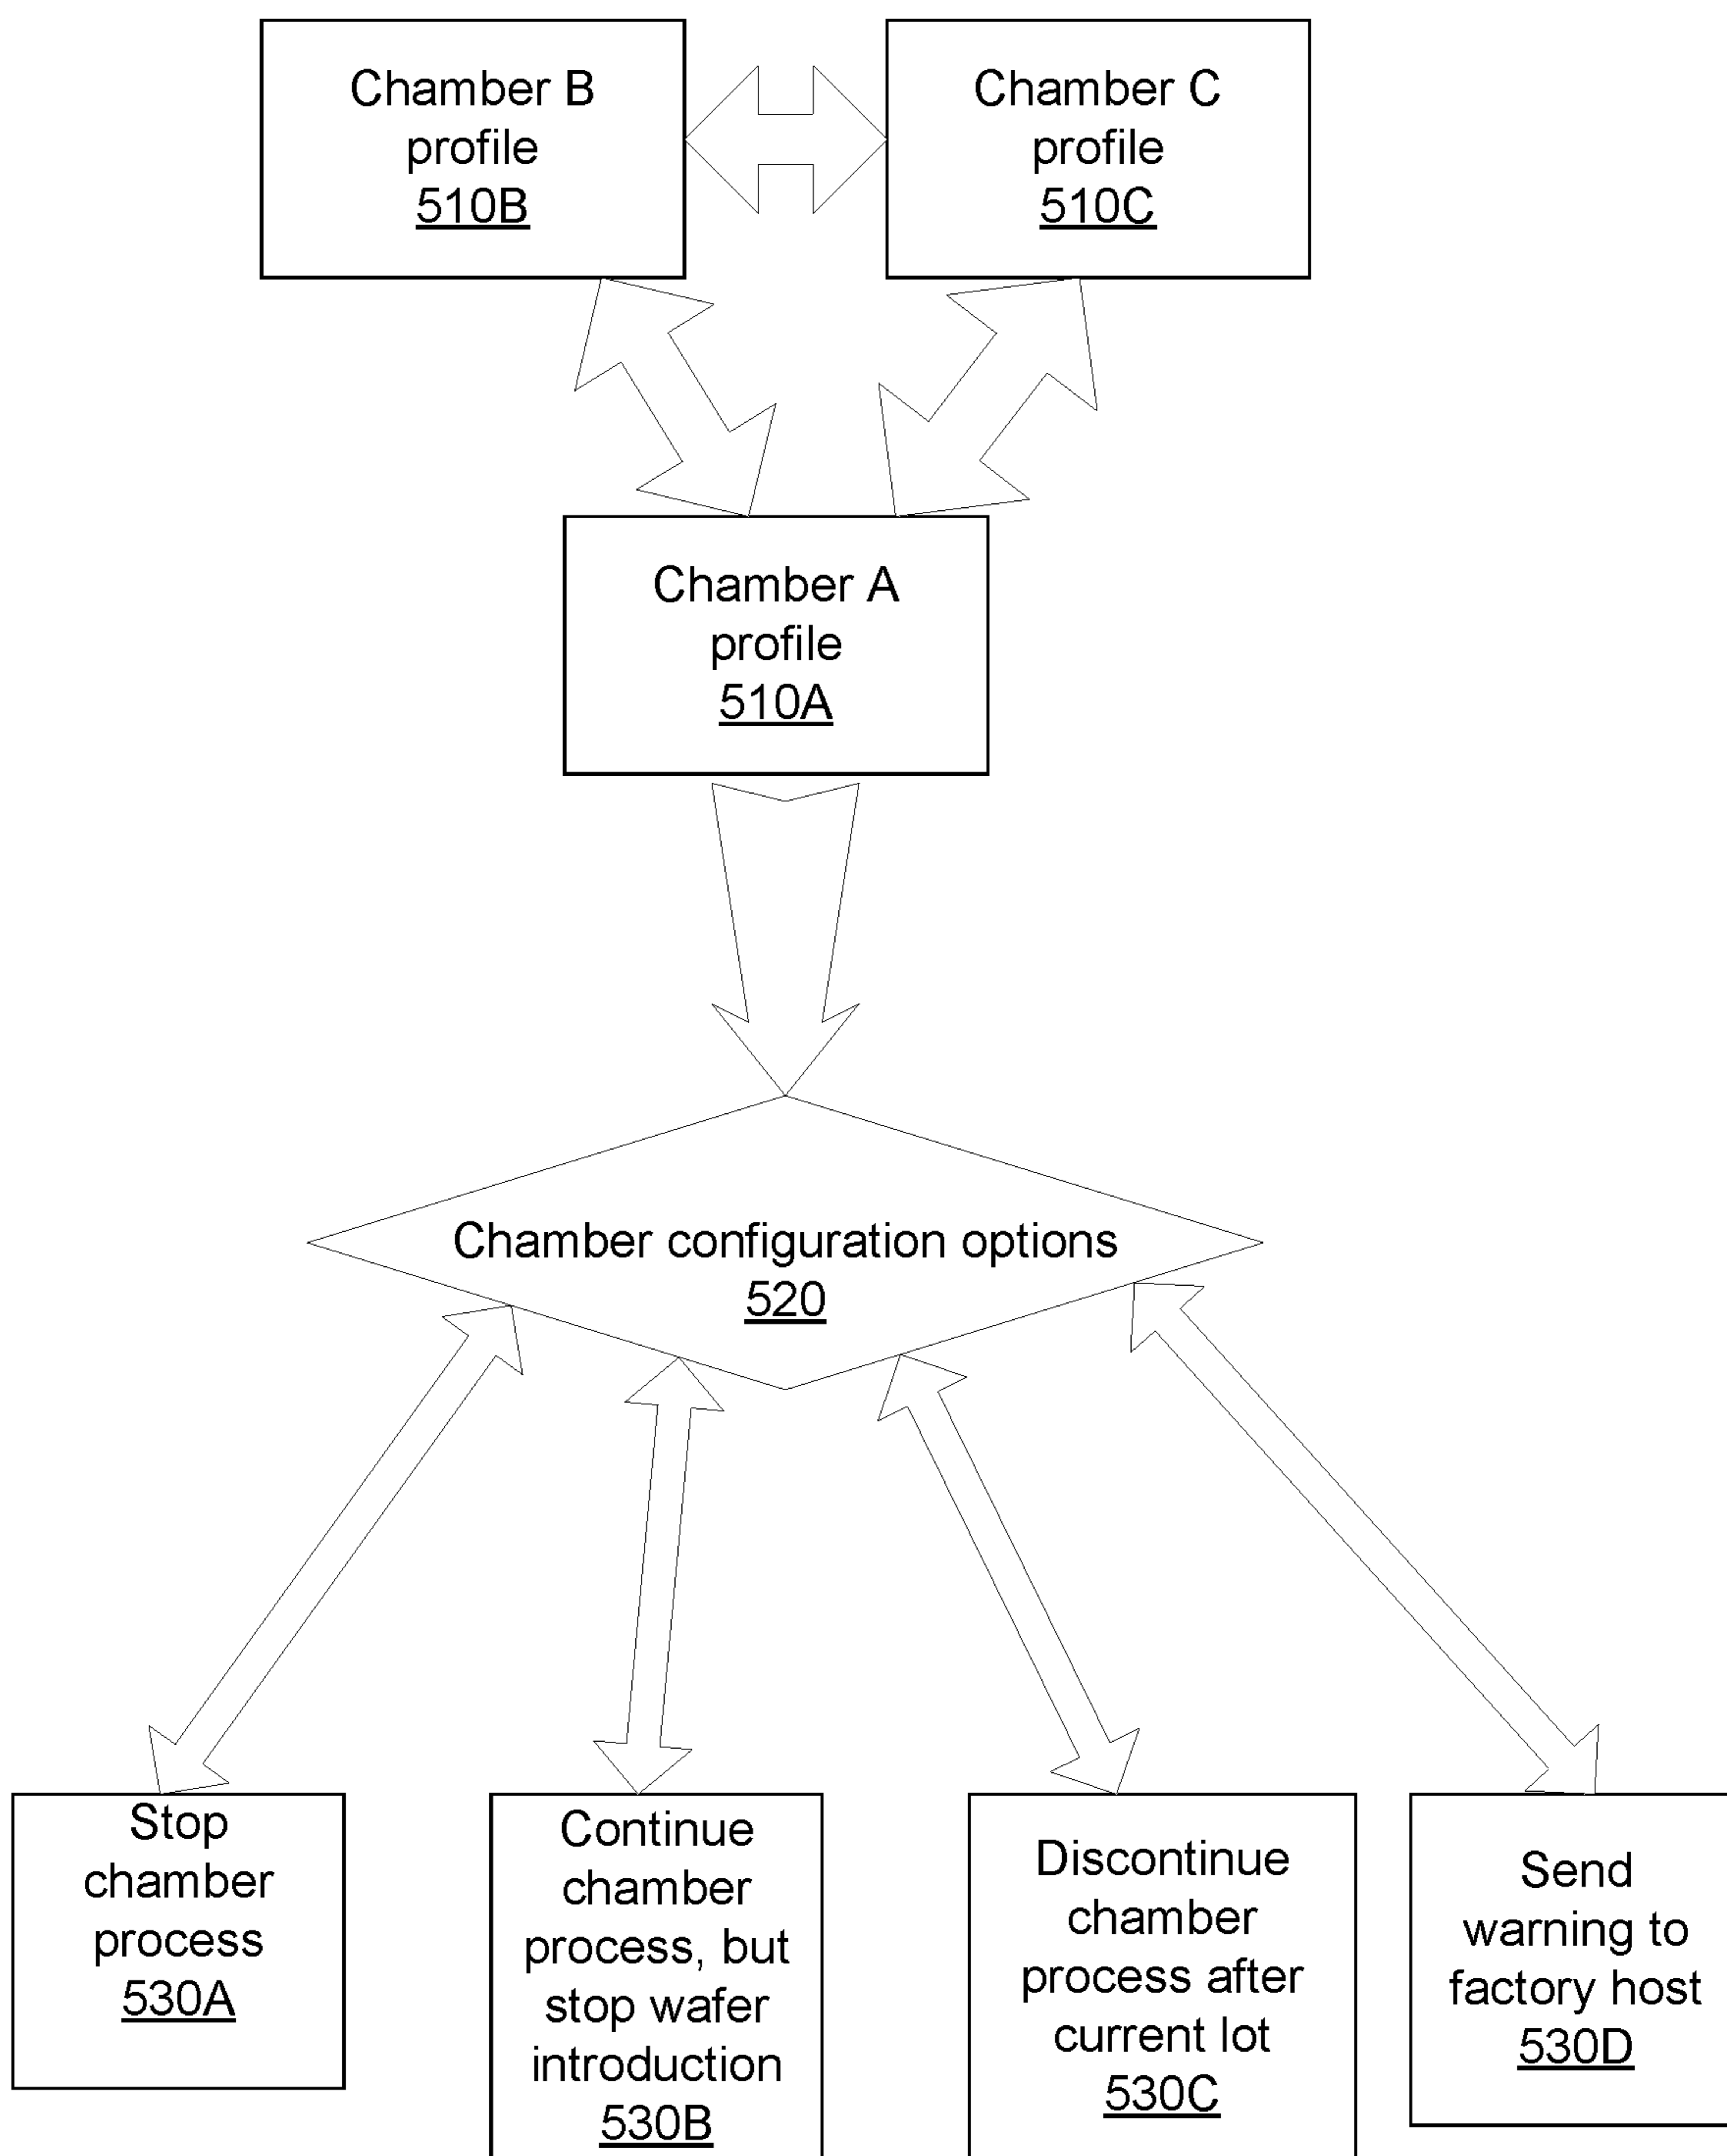 Chamber B
profile
510B
Chamber C
profile
510C
Chamber A
profile
510A
Chamber configuration options
520
Stop
chamber
process
530A
Continue
chamber
process, but
stop wafer
introduction
530B
Discontinue
chamber
process after
current lot
530C
Send
warning to
factory host
530D